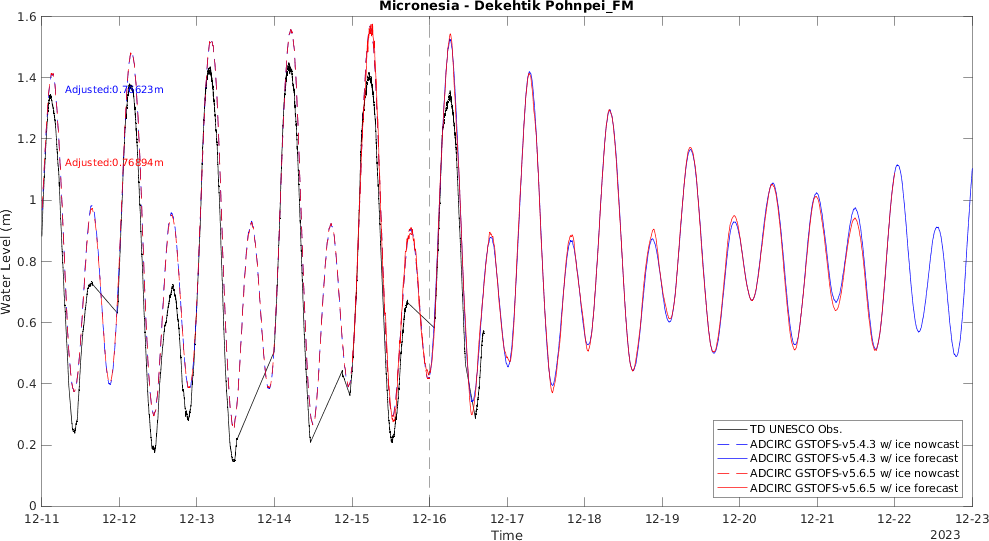 Micronesia - Dekehtik Pohnpei_FM
1.6
1.4
1.2
1
0.8
0.6
0.4
0.2
0
Water Level (m)
Adjusted:0.76623m
Adjusted:0.76894m
TD UNESCO Obs.
ADCIRC GSTOFS-v5.4.3 w/ ice nowcast
ADCIRC GSTOFS-v5.4.3 w/ ice forecast
ADCIRC GSTOFS-v5.6.5 w/ ice nowcast
ADCIRC GSTOFS-v5.6.5 w/ ice forecast
12-11 12-12 12-13 12-14 12-15 12-16 12-17 12-18 12-19 12-20 12-21 12-22 12-23
Time
2023